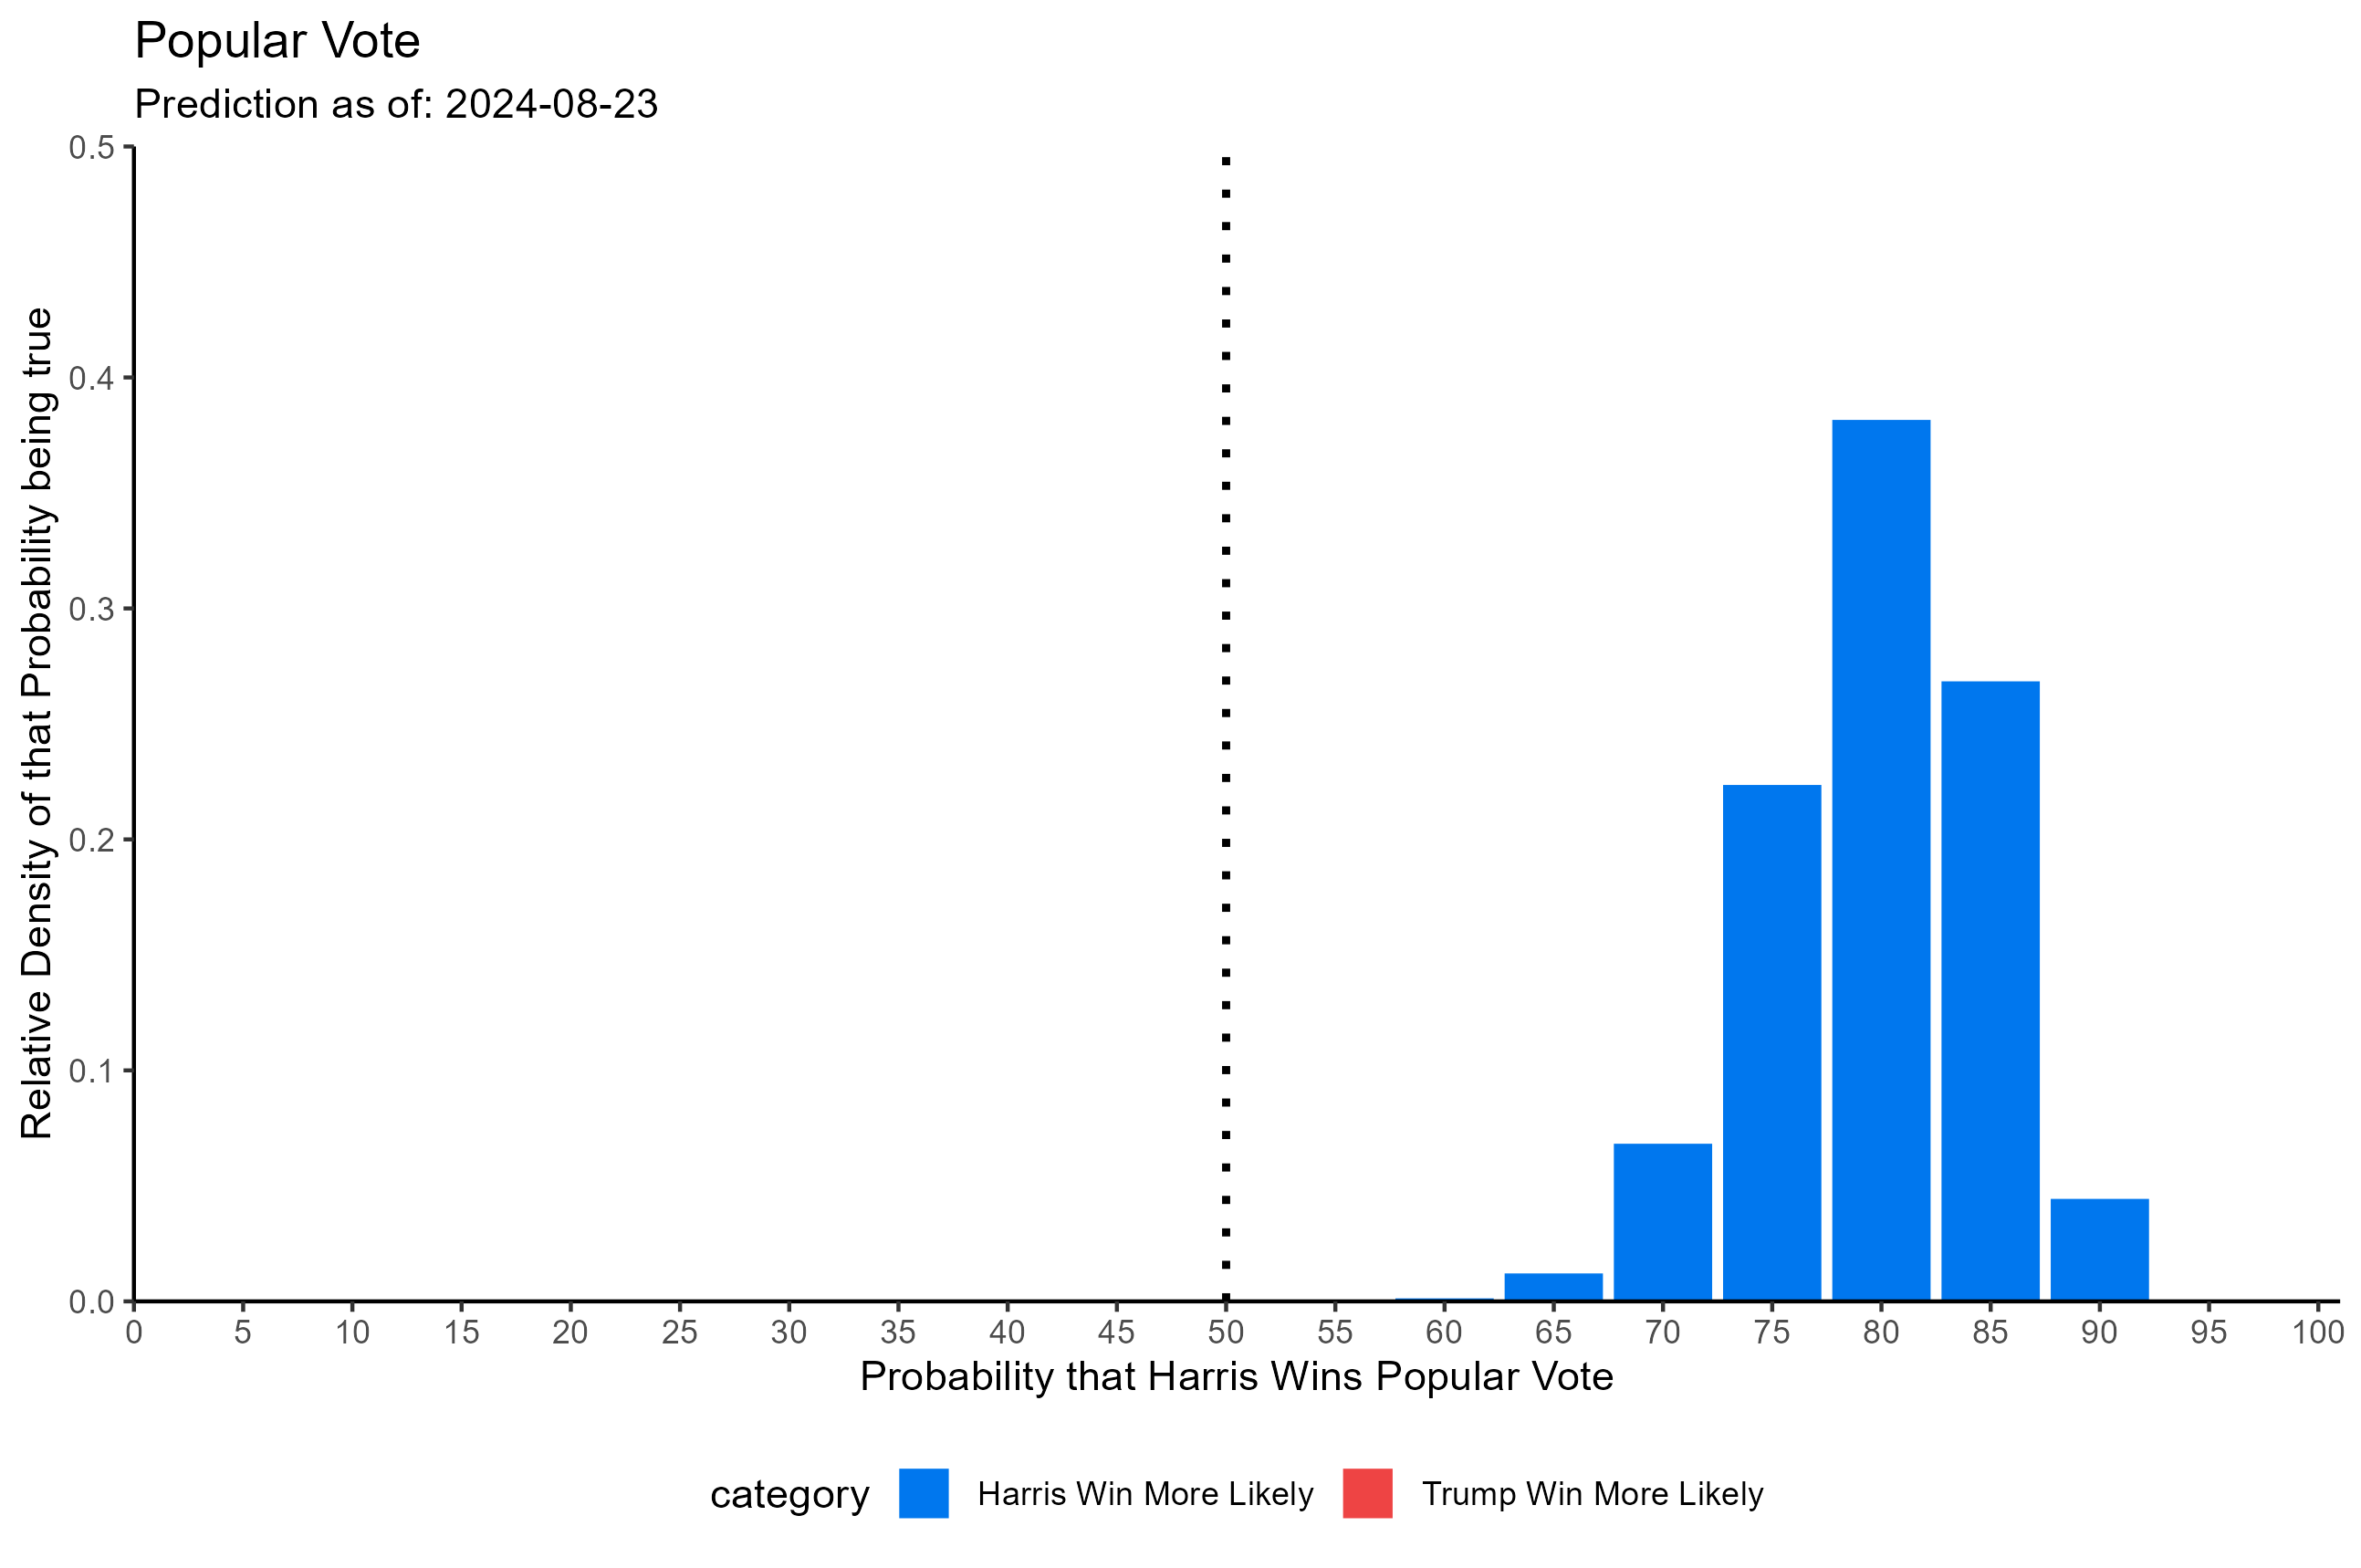 Popular Vote
Prediction as of: 2024-08-23
Relative Density of that Probability being true
0.5
0.4
0.3
0.2
0.1
0.0
0 5 10 15 20 25 30 35 40 45 50 55 60 65 70 75 80 85 90 95 100
Probability that Harris Wins Popular Vote
category Harris Win More Likely Trump Win More Likely